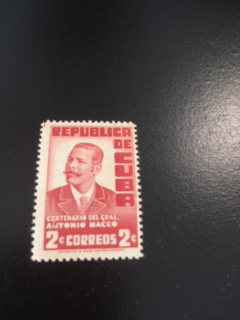 REPUBLICA
DE
CUBA
CENTENARIO DEL GRAL.
ANTONIO MACEO
2¢ CORREOS 2¢